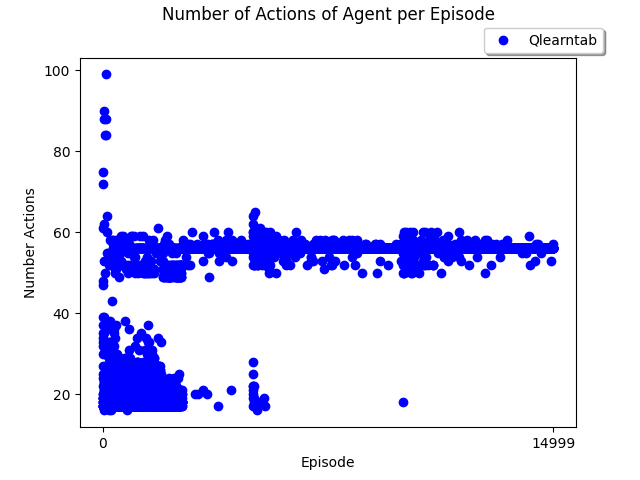 Number of Actions of Agent per Episode
Qlearntab
100
80
60
40
20
Number Actions
0
14999
Episode